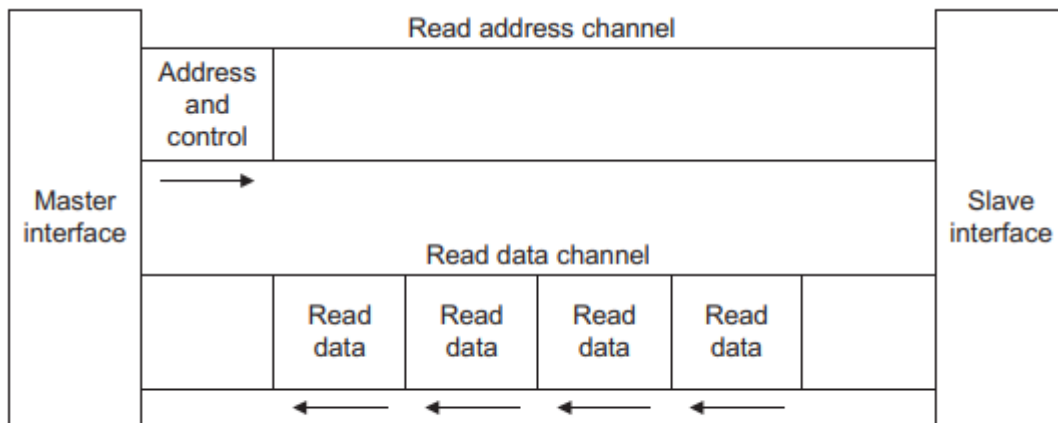 Read address channel
Address
and
control
Master
interface
Slave
interface
Read data channel
Read
data
Read
data
Read
data
Read
data